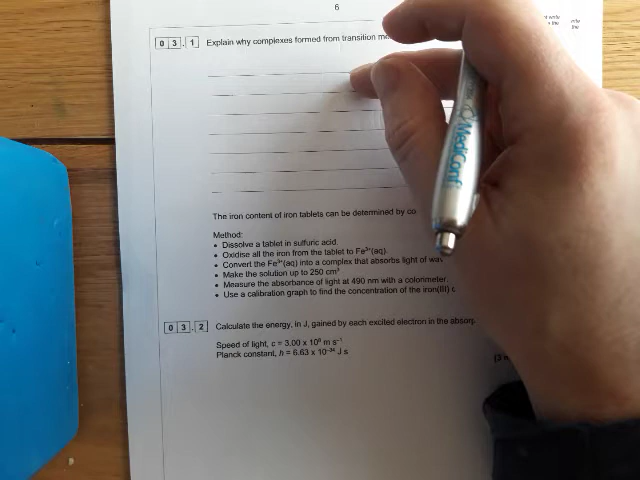 6
0 3 . 1 Explain why complexes formed from transition
The iron content of iron tablets can be determined by
Method:
• Dissolve a tablet in sulfuric acid
• Oxidise all the iron from the tablet to Fe³⁺(aq)
• Convert the Fe³⁺(aq) into a complex that absorbs light of
• Make the solution up to 250 cm³
• Measure the absorbance of light at 490 nm with a colorimeter
• Use a calibration graph to find the concentration of the iron(III)
0 3 . 2 Calculate the energy, in J, gained by each excited electron in the
Speed of light, c = 3.00 x 10⁸ m s⁻¹
Planck constant, h = 6.63 x 10⁻³⁴ J s
MediConf